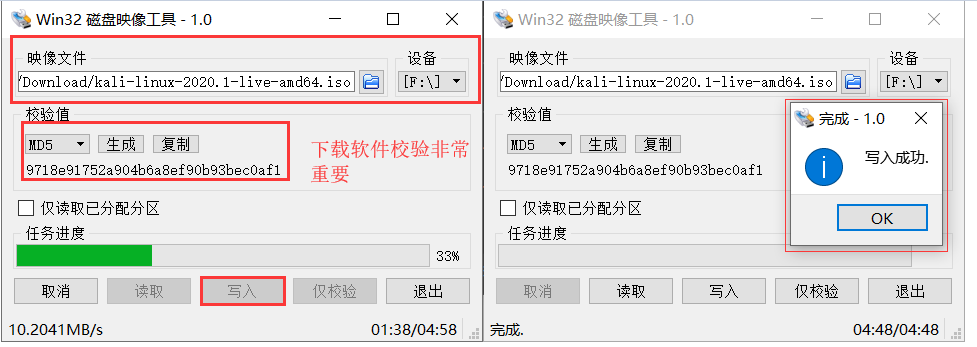 Win32 磁盘映像工具 - 1.0
映像文件
设备
/Download/kali-linux-2020.1-live-amd64.iso
[F:\]
校验值
MD5
生成
复制
9718e91752a904b6a8ef90b93bec0af1
下载软件校验非常
重要
仅读取已分配分区
任务进度
33%
取消
读取
写入
仅校验
退出
10.2041MB/s
01:38/04:58
Win32 磁盘映像工具 - 1.0
映像文件
设备
/Download/kali-linux-2020.1-live-amd64.iso
[F:\]
校验值
MD5
生成
复制
9718e91752a904b6a8ef90b93bec0af1
完成 - 1.0
写入成功.
OK
仅读取已分配分区
任务进度
取消
读取
写入
仅校验
退出
完成.
04:48/04:48